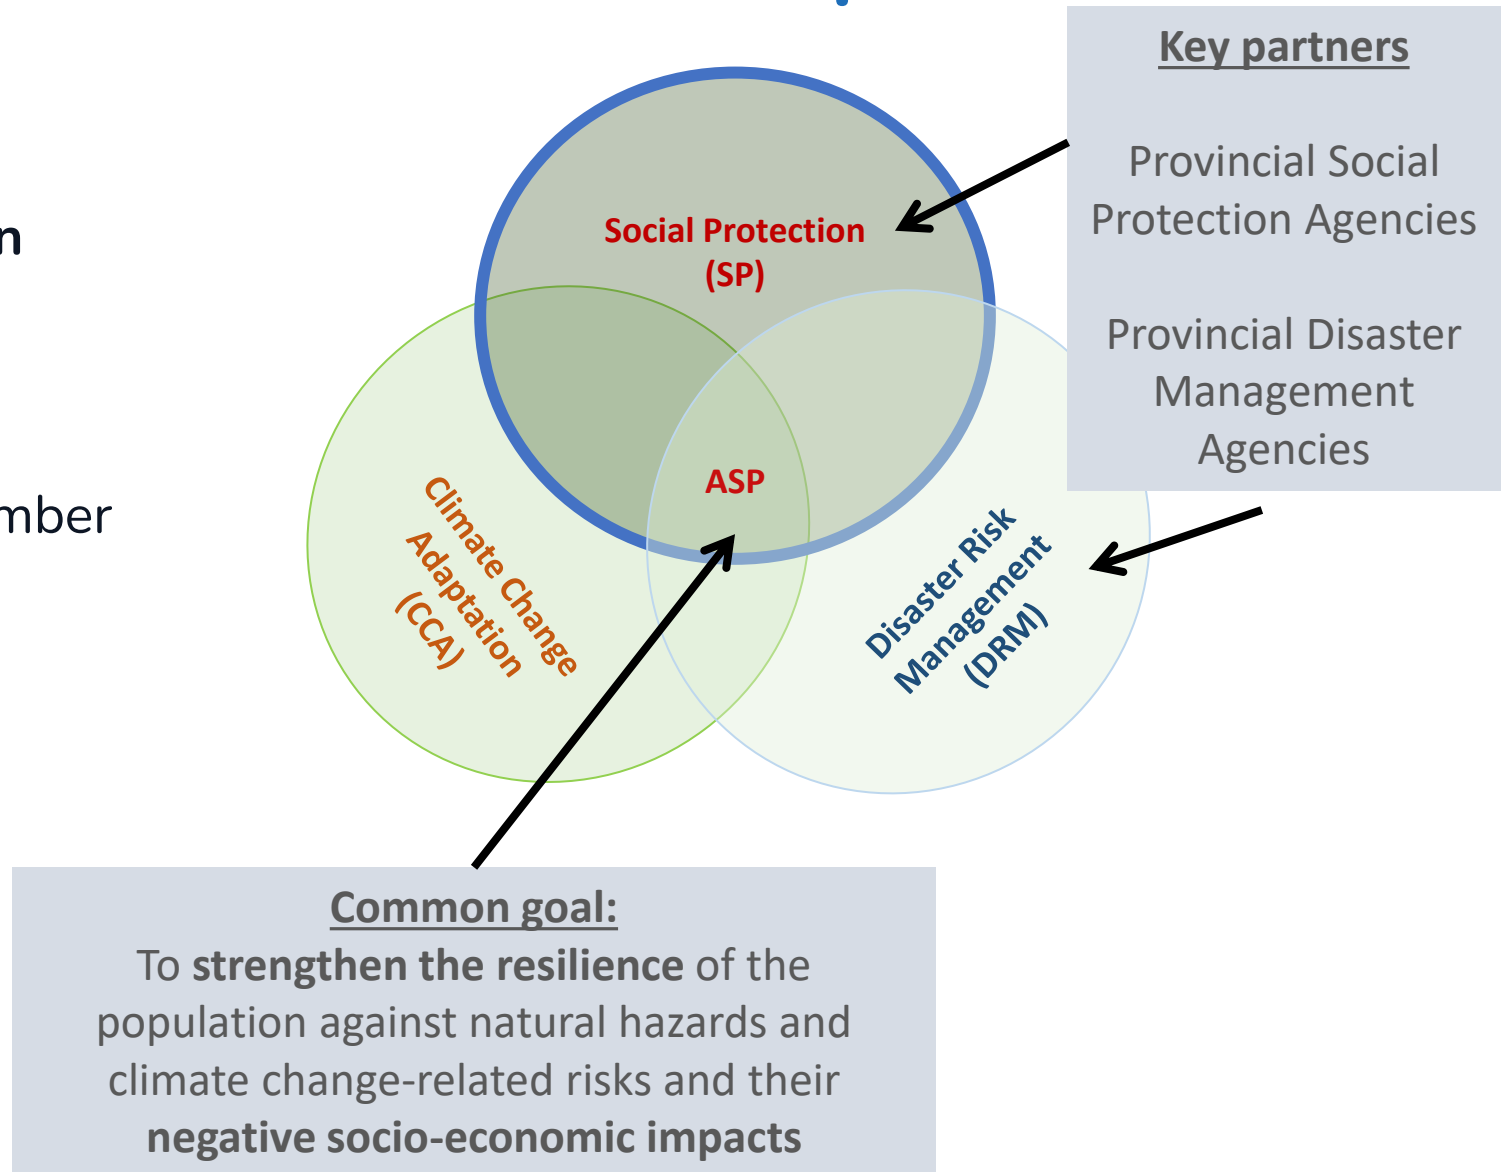 Key partners
Provincial Social
Protection Agencies
Provincial Disaster
Management
Agencies
Social Protection
(SP)
ASP
Climate Change
Adaptation
(CCA)
Disaster Risk
Management
(DRM)
Common goal:
To strengthen the resilience of the
population against natural hazards and
climate change-related risks and their
negative socio-economic impacts